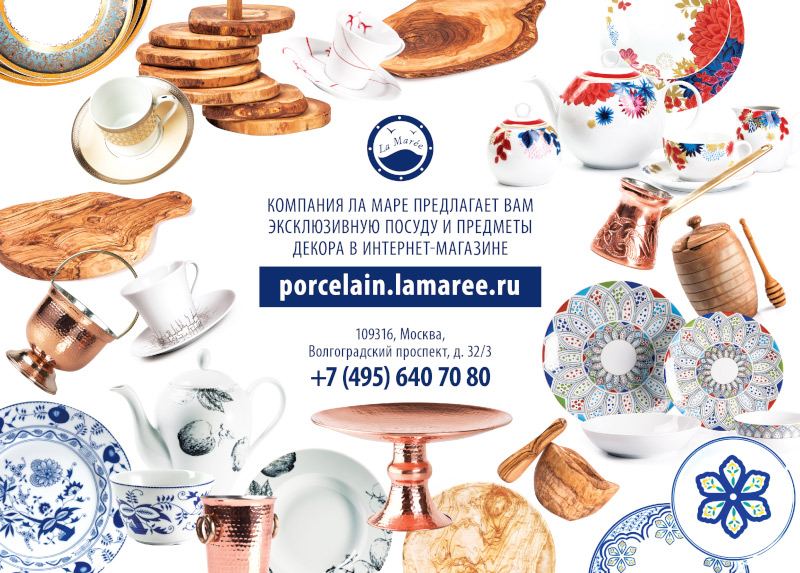 La Marée
КОМПАНИЯ ЛА МАРЕ ПРЕДЛАГАЕТ ВАМ
ЭКСКЛЮЗИВНУЮ ПОСУДУ И ПРЕДМЕТЫ
ДЕКОРА В ИНТЕРНЕТ-МАГАЗИНЕ
porcelain.lamaree.ru
109316, Москва,
Волгоградский проспект, д. 32/3
+7 (495) 640 70 80